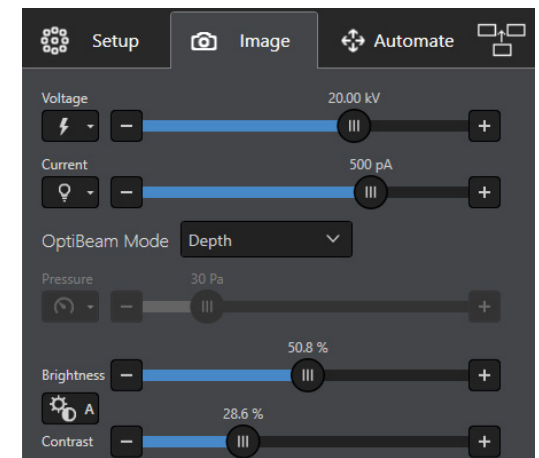 Setup Image Automate
Voltage
20.00 kV
Current
500 pA
OptiBeam Mode Depth
Pressure
30 Pa
50.8 %
Brightness
A
28.6 %
Contrast